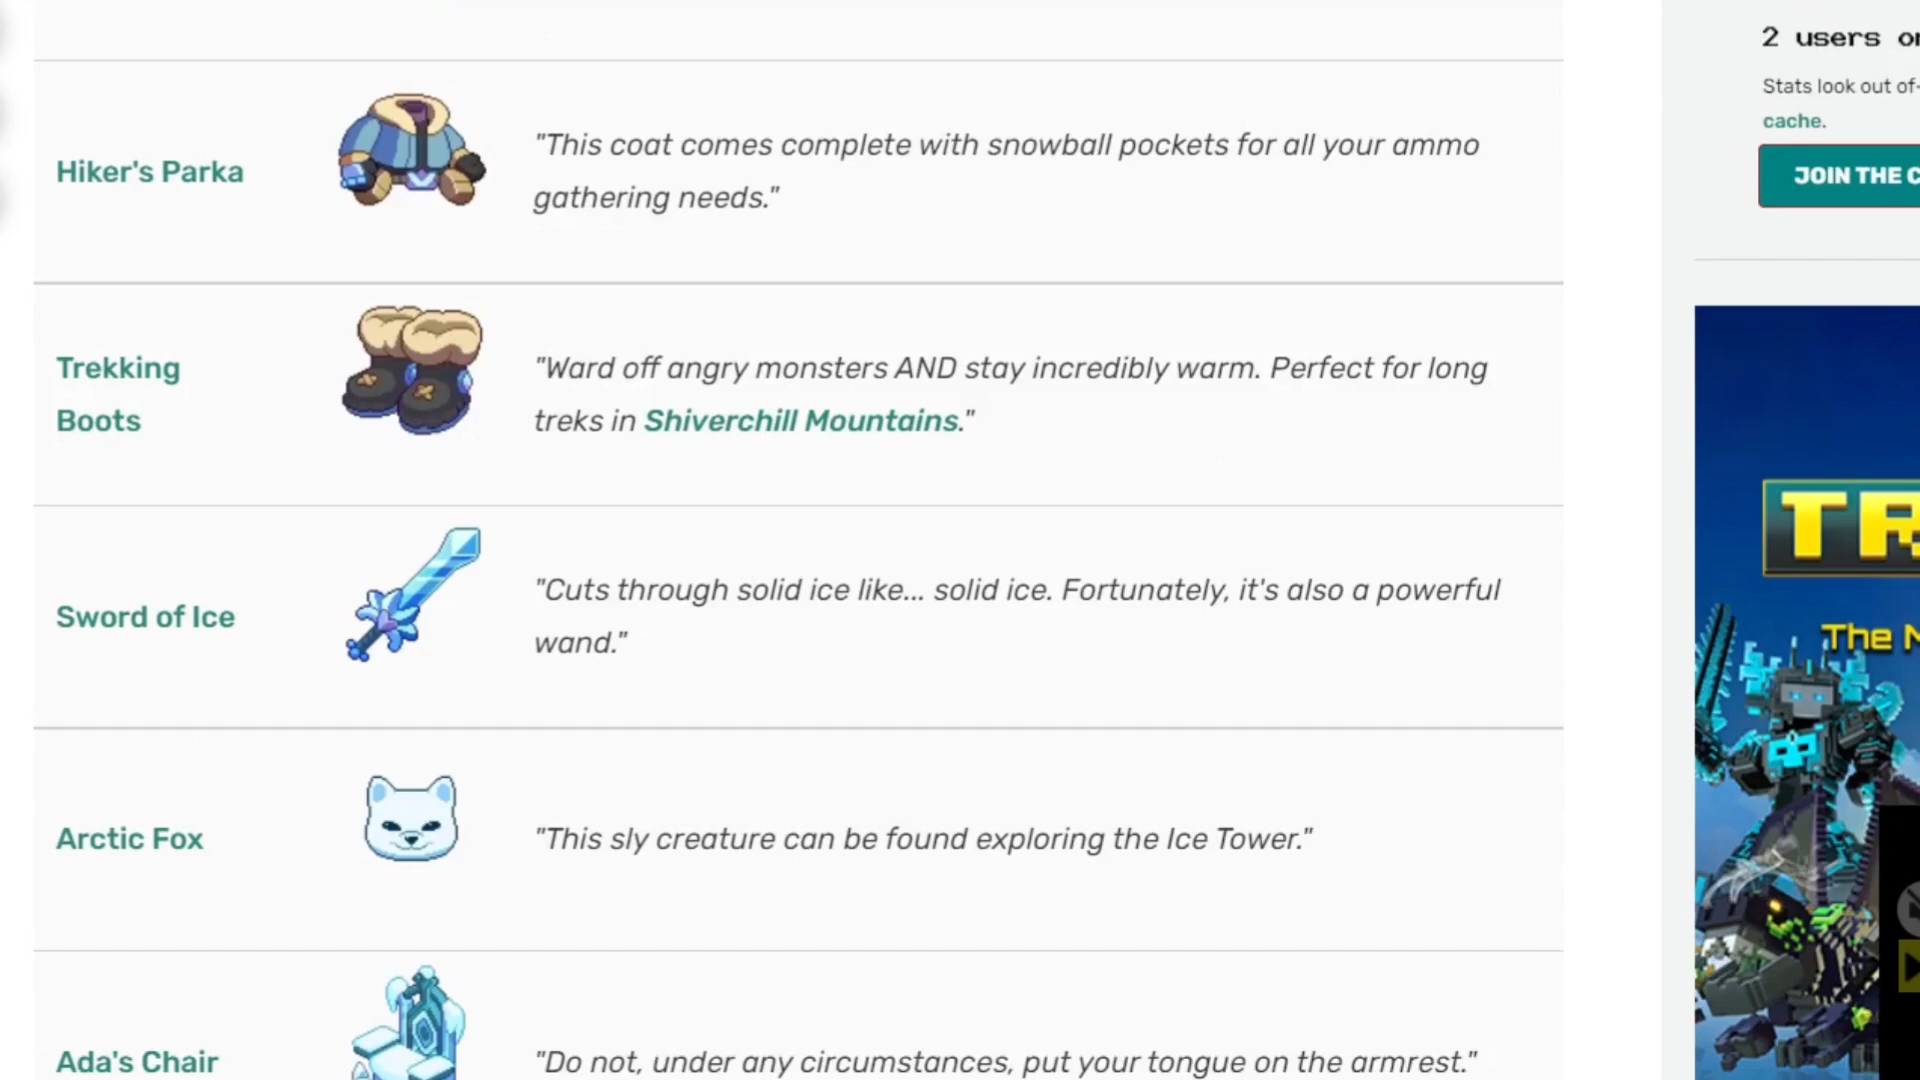 2 users
Stats look out of-
cache.
JOIN THE
Hiker's Parka
"This coat comes complete with snowball pockets for all your ammo
gathering needs."
Trekking
Boots
"Ward off angry monsters AND stay incredibly warm. Perfect for long
treks in Shiverchill Mountains."
Sword of Ice
"Cuts through solid ice like... solid ice. Fortunately, it's also a powerful
wand."
Arctic Fox
"This sly creature can be found exploring the Ice Tower."
Ada's Chair
"Do not, under any circumstances, put your tongue on the armrest."
TR
The